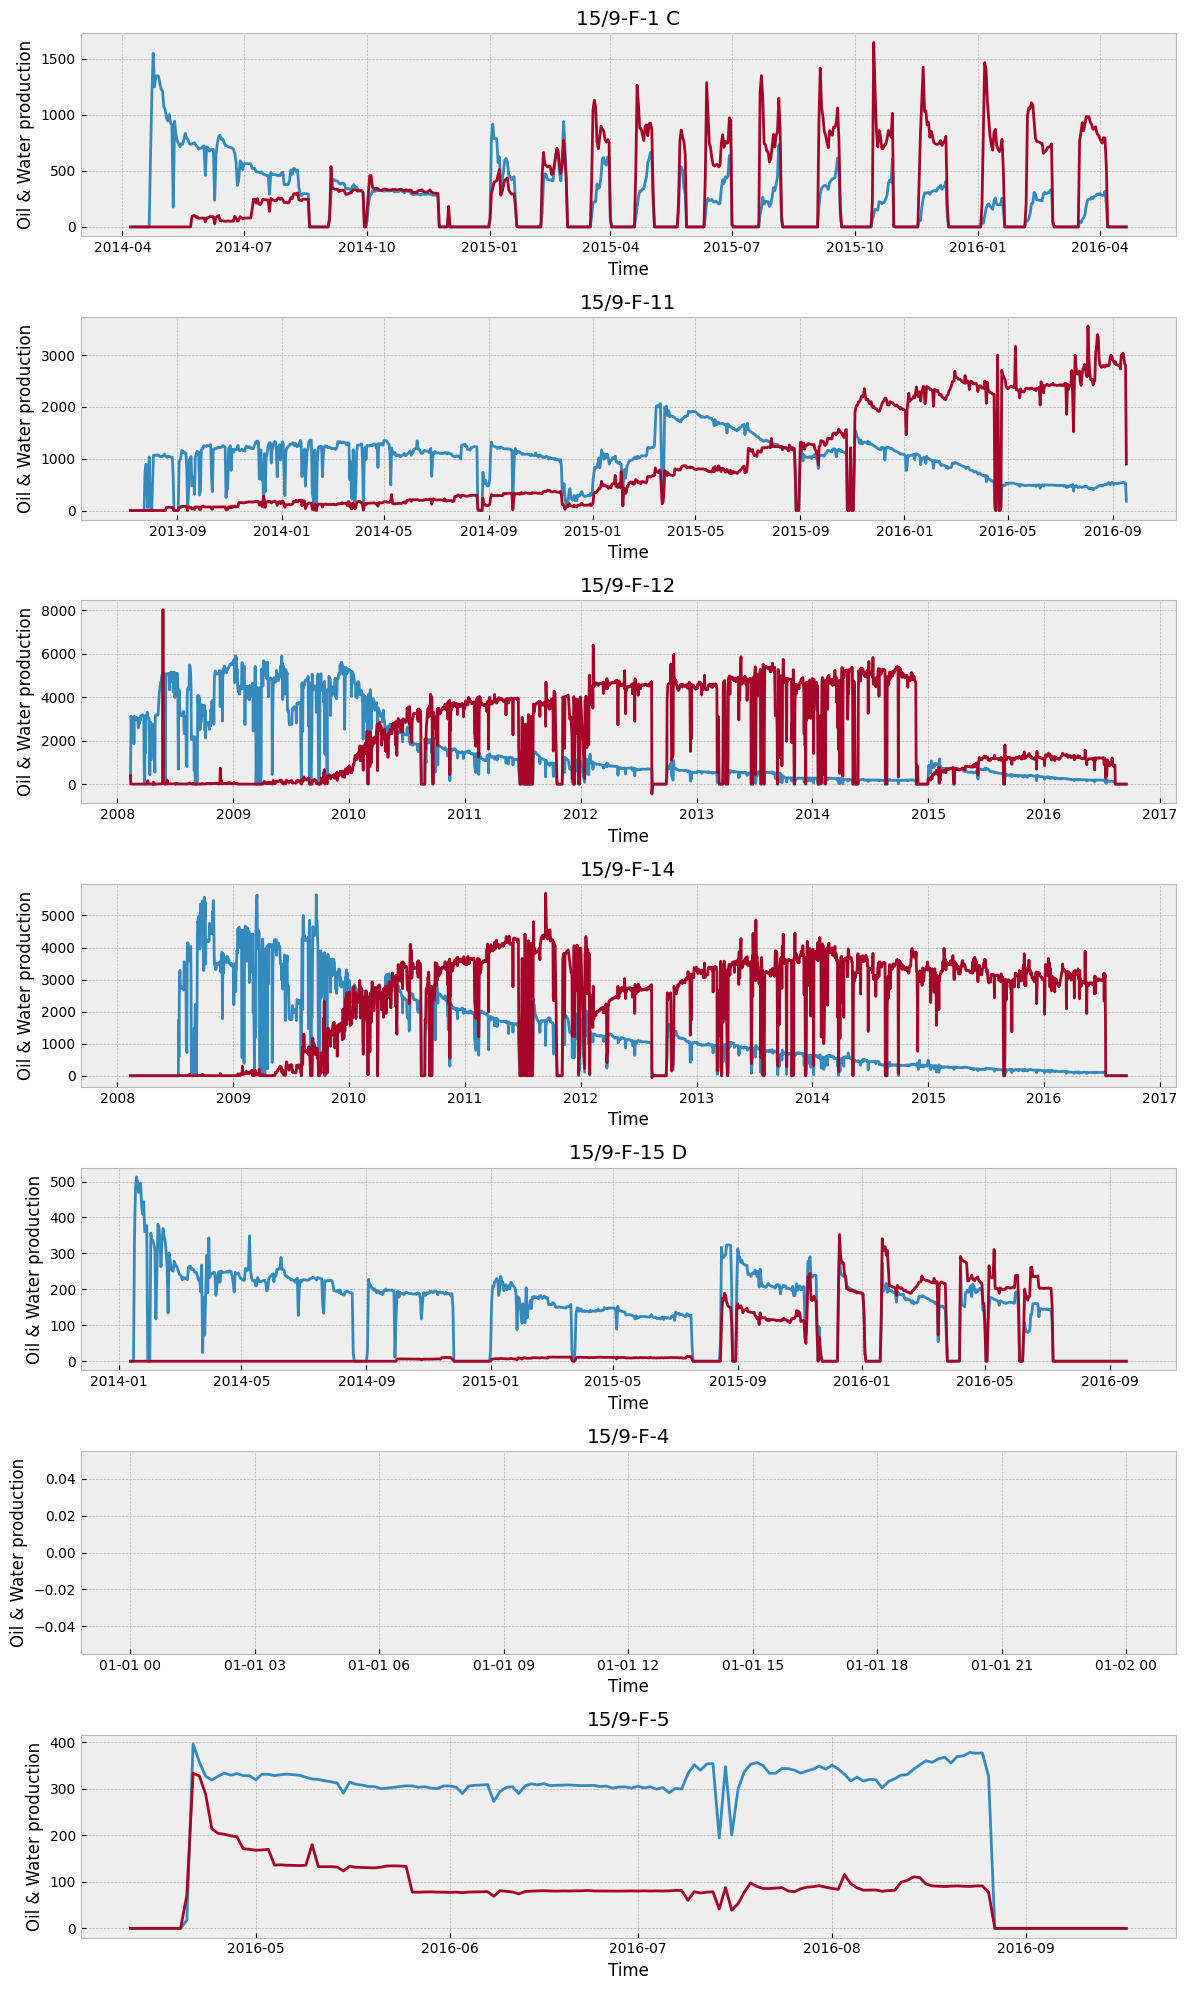 15/9-F-1 C
Oil & Water production
1500
1000
500
0
2014-04 2014-07 2014-10 2015-01 2015-04 2015-07 2015-10 2016-01 2016-04
Time
15/9-F-11
Oil & Water production
3000
2000
1000
0
2013-09 2014-01 2014-05 2014-09 2015-01 2015-05 2015-09 2016-01 2016-05 2016-09
Time
15/9-F-12
Oil & Water production
8000
6000
4000
2000
0
2008 2009 2010 2011 2012 2013 2014 2015 2016 2017
Time
15/9-F-14
Oil & Water production
5000
4000
3000
2000
1000
0
2008 2009 2010 2011 2012 2013 2014 2015 2016 2017
Time
15/9-F-15 D
Oil & Water production
500
400
300
200
100
0
2014-01 2014-05 2014-09 2015-01 2015-05 2015-09 2016-01 2016-05 2016-09
Time
15/9-F-4
Oil & Water production
0.04
0.02
0.00
−0.02
−0.04
01-01 00 01-01 03 01-01 06 01-01 09 01-01 12 01-01 15 01-01 18 01-01 21 01-02 00
Time
15/9-F-5
Oil & Water production
400
300
200
100
0
2016-05 2016-06 2016-07 2016-08 2016-09
Time